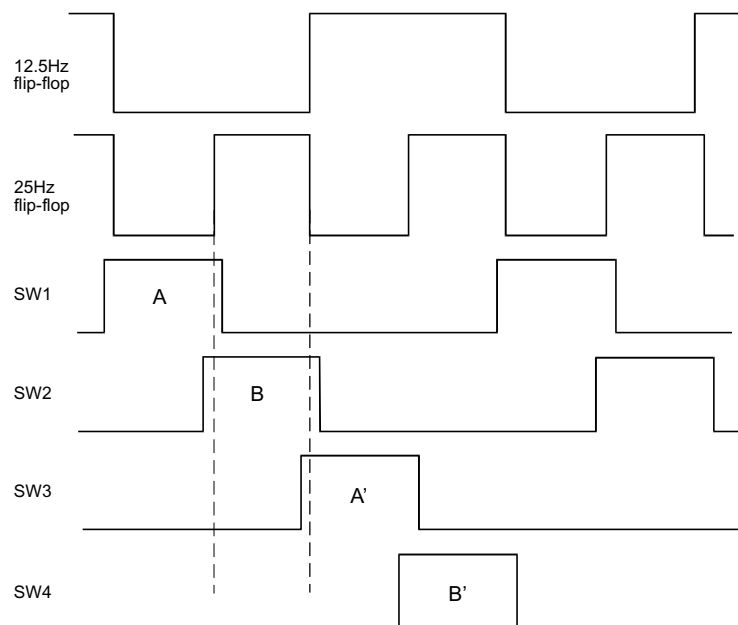 12.5Hz
flip-flop
25Hz
flip-flop
SW1
A
SW2
B
SW3
A’
SW4
B’